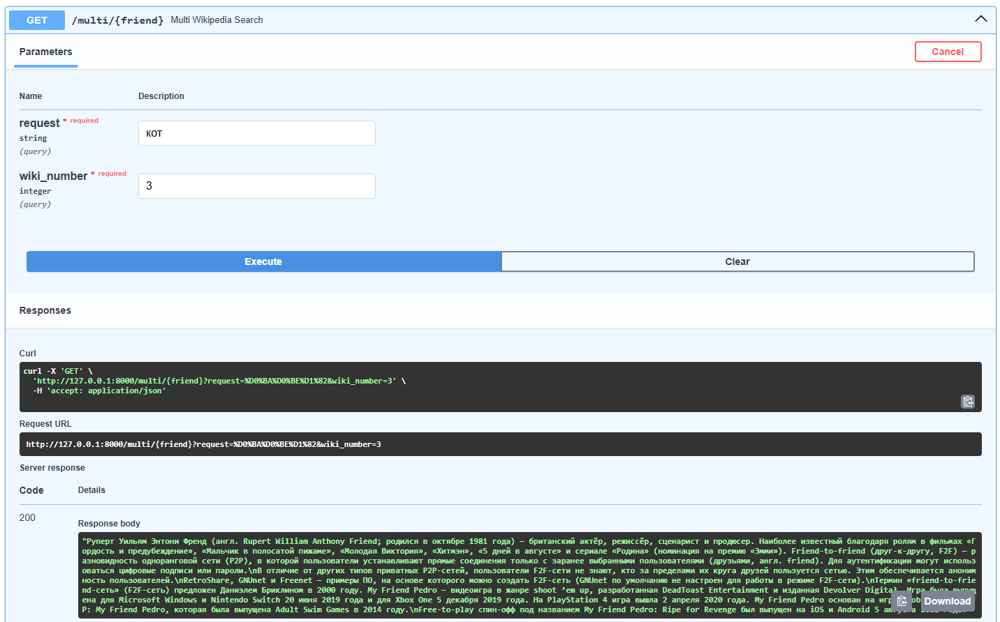 GET /multi/{friend} Multi Wikipedia Search
Parameters
Cancel
Name Description
request * required
string
(query)
кот
wiki_number * required
integer
(query)
3
Execute
Clear
Responses
Curl
curl -X 'GET' \
'http://127.0.0.1:8000/multi/{friend}?request=%D0%BA%D0%BE%D1%82&wiki_number=3' \
-H 'accept: application/json'
Request URL
http://127.0.0.1:8000/multi/{friend}?request=%D0%BA%D0%BE%D1%82&wiki_number=3
Server response
Code Details
200
Response body
"Руперт Уильям Энтони Френд (англ. Rupert William Anthony Friend; родился в октябре 1981 года) — британский актёр, режиссёр, сценарист и продюсер. Наиболее известный благодаря ролям в фильмах «Г
ордость и предубеждение», «Мальчик в полосатой пижаме», «Молодая Виктория», «Хитмэн», «5 дней в августе» и сериале «Родина» (номинация на премию «Эмми»). Friend-to-friend (друг-к-другу, F2F) — р
азновидность одноранговой сети (P2P), в которой пользователи устанавливают прямые соединения только с заранее выбранными пользователями (друзьями, англ. friend). Для аутентификации могут использ
оваться цифровые подписи или пароли.\nВ отличие от других типов приватных P2P-сетей, пользователи F2F-сети не знают, кто за пределами их круга друзей пользуется сетью. Этим обеспечивается аноним
ность пользователей.\nRetroShare, GNUnet и Freenet — примеры ПО, на основе которого можно создать F2F-сеть (GNUnet по умолчанию не настроен для работы в режиме F2F-сети).\nТермин «friend-to-frie
nd-сеть» (F2F-сеть) предложен Даниэлем Бриклином в 2000 году. My Friend Pedro — видеоигра в жанре shoot ’em up, разработанная DeadToast Entertainment и изданная Devolver Digital. Игра была выпущ
ена для Microsoft Windows и Nintendo Switch 20 июня 2019 года и для Xbox One 5 декабря 2019 года. На PlayStation 4 игра вышла 2 апреля 2020 года. My Friend Pedro основан на
P: My Friend Pedro, которая была выпущена Adult Swim Games в 2014 году.\nFree-to-play спин-офф под названием My Friend Pedro: Ripe for Revenge был выпущен на iOS и Android 5
Download